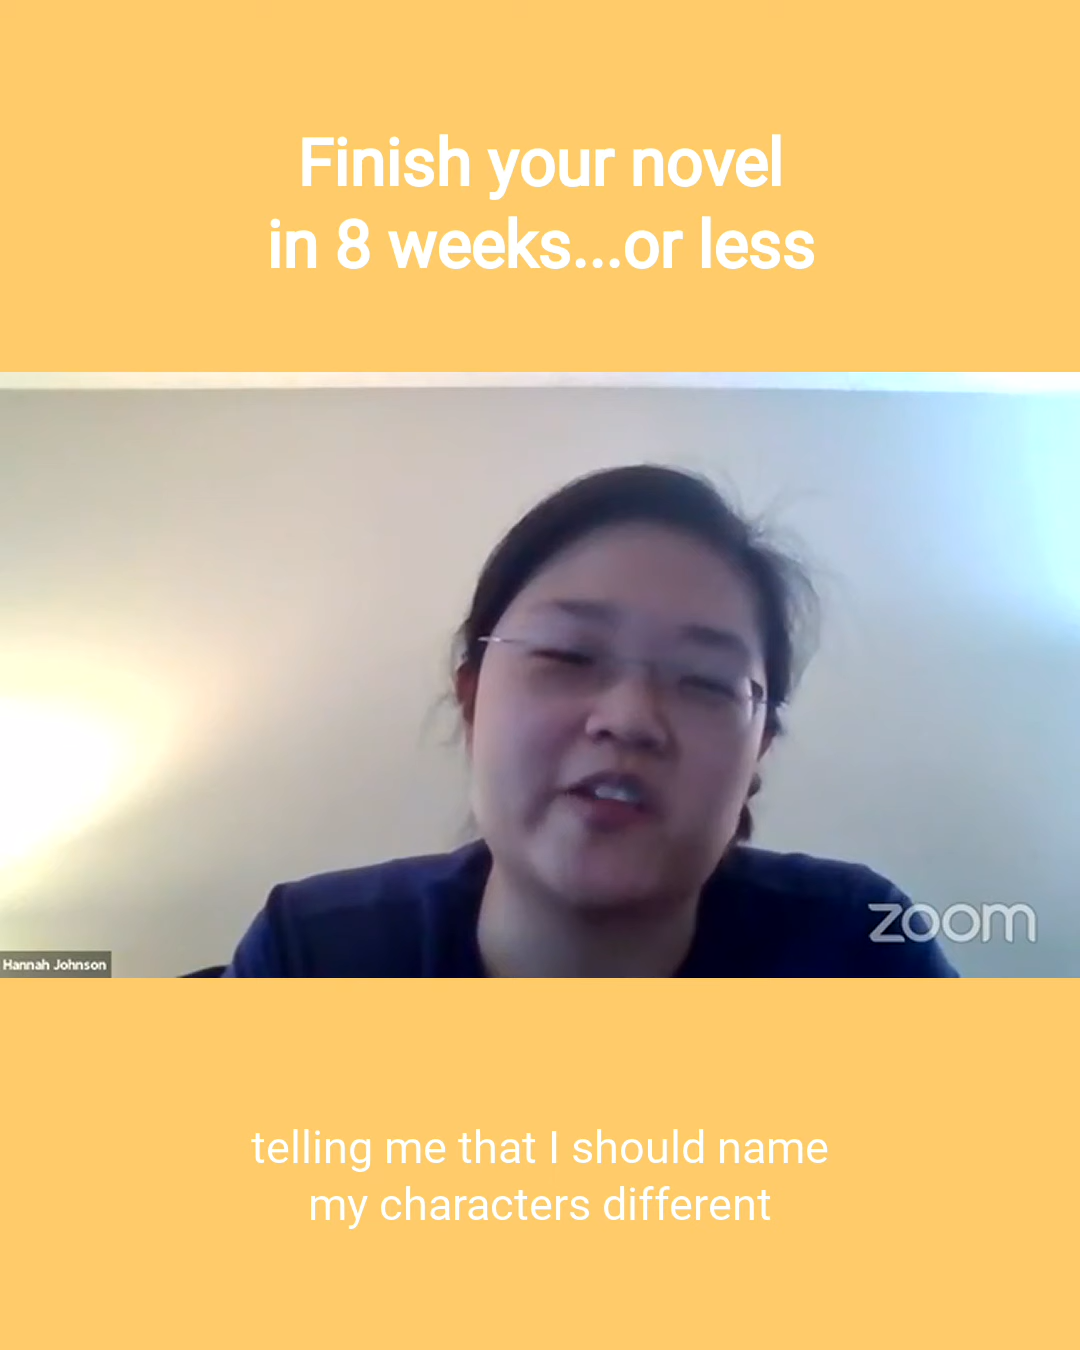 Finish your novel
in 8 weeks...or less
zoom
Hannah Johnson
telling me that I should name
my characters different